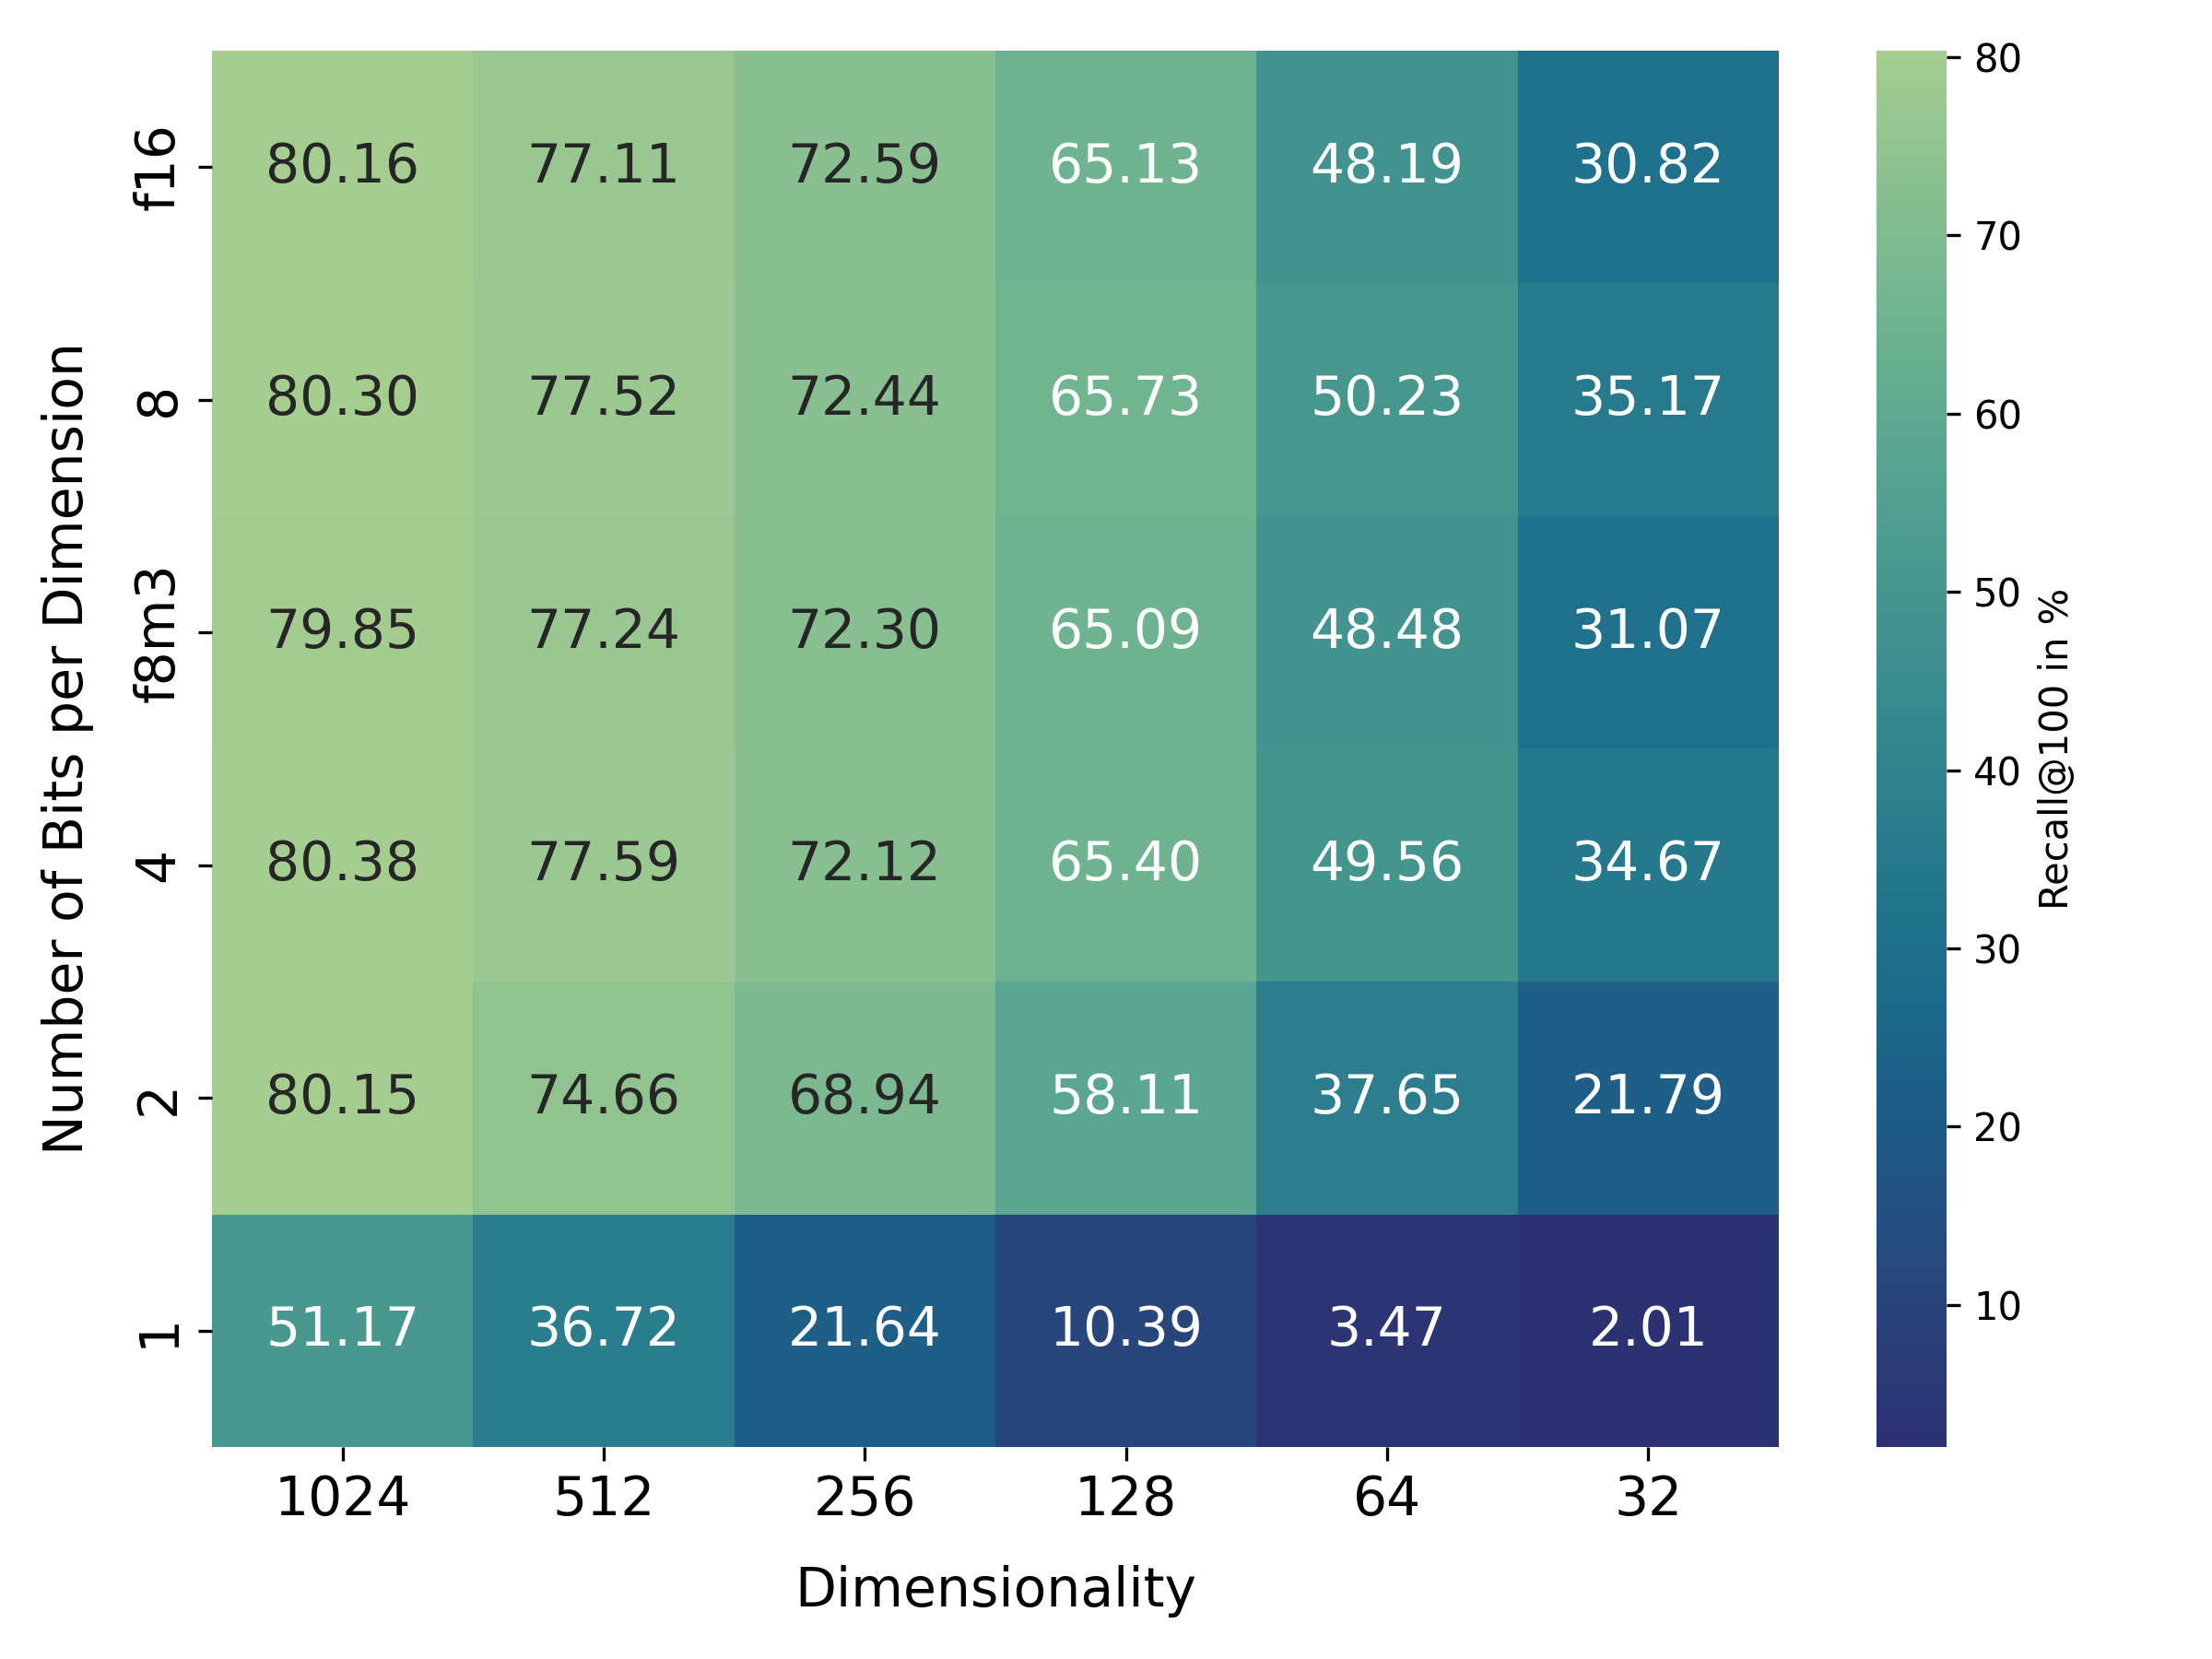 Number of Bits per Dimension
f16 80.16 77.11 72.59 65.13 48.19 30.82
8 80.30 77.52 72.44 65.73 50.23 35.17
f8m3 79.85 77.24 72.30 65.09 48.48 31.07
4 80.38 77.59 72.12 65.40 49.56 34.67
2 80.15 74.66 68.94 58.11 37.65 21.79
1 51.17 36.72 21.64 10.39 3.47 2.01
1024 512 256 128 64 32
Dimensionality
80
70
60
50
40
30
20
10
Recall@100 in %